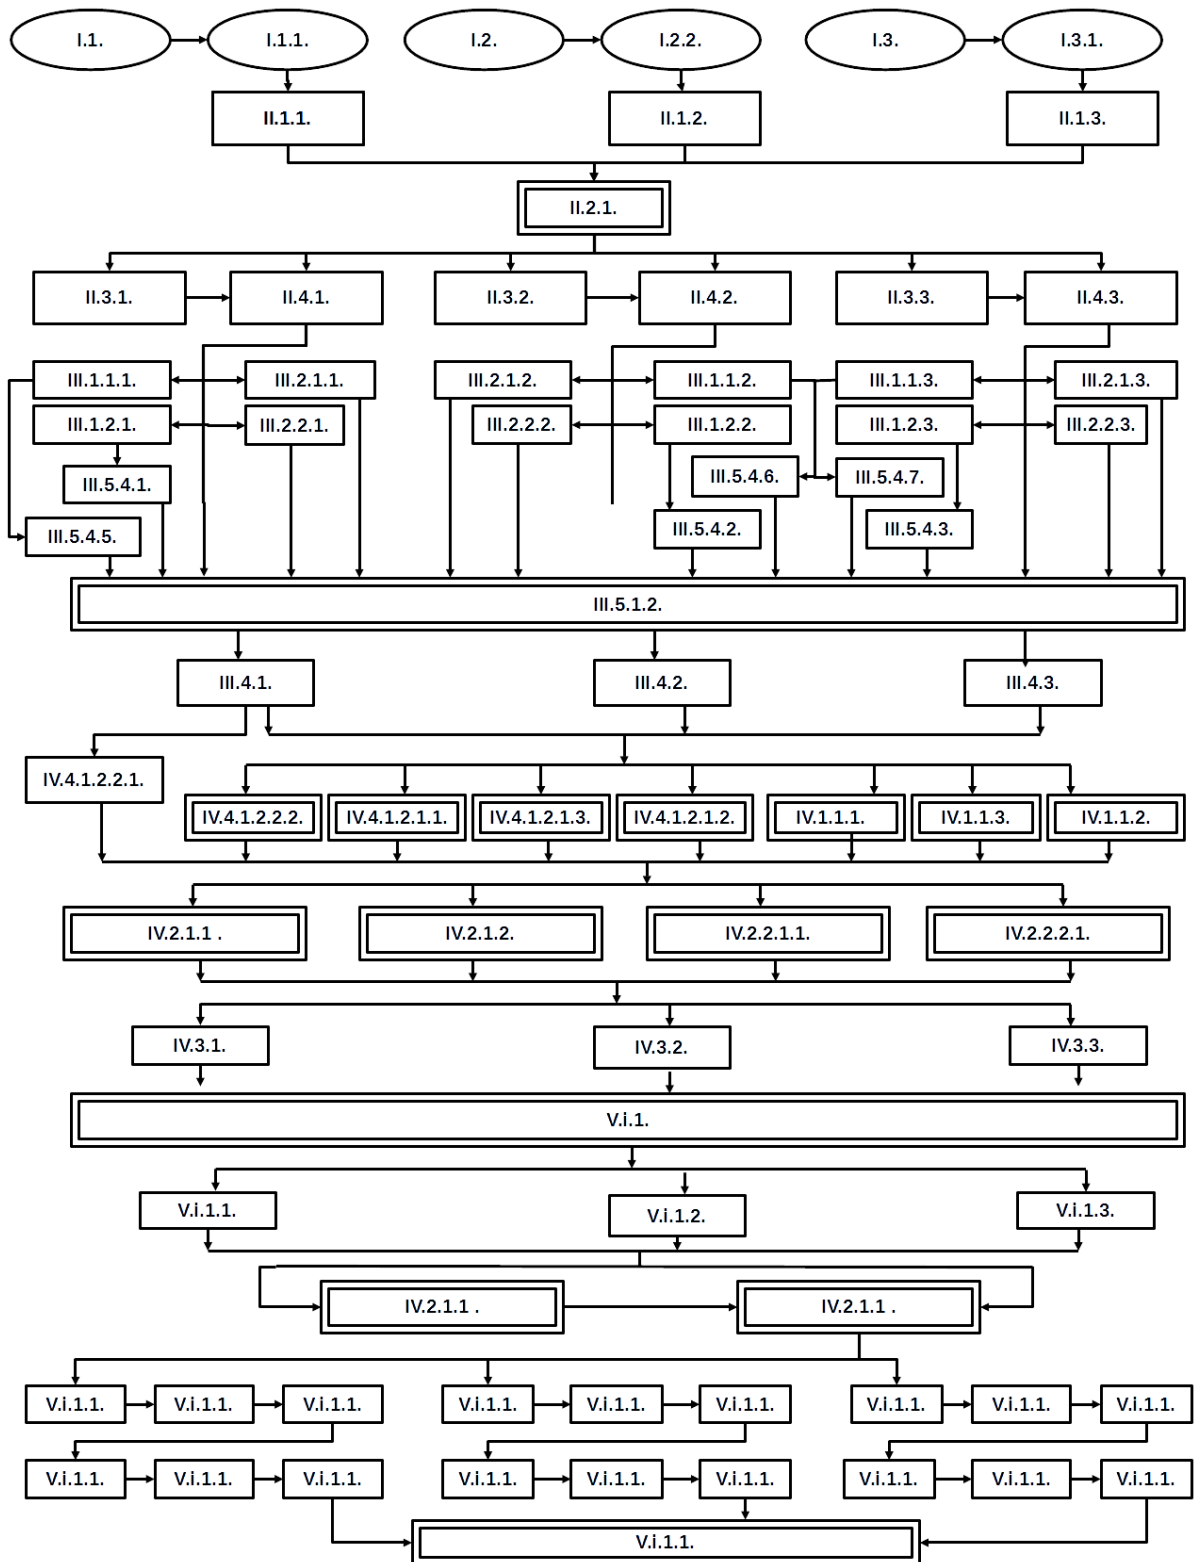 I.1. I.1.1. I.2. I.2.2. I.3. I.3.1.
II.1.1. II.1.2. II.1.3.
II.2.1.
II.3.1. II.4.1. II.3.2. II.4.2. II.3.3. II.4.3.
III.1.1.1. III.2.1.1. III.2.1.2. III.1.1.2. III.1.1.3. III.2.1.3.
III.1.2.1. III.2.2.1. III.2.2.2. III.1.2.2. III.1.2.3. III.2.2.3.
III.5.4.1. III.5.4.6. III.5.4.7.
III.5.4.5. III.5.4.2. III.5.4.3.
III.5.1.2.
III.4.1. III.4.2. III.4.3.
IV.4.1.2.2.1.
IV.4.1.2.2.2. IV.4.1.2.1.1. IV.4.1.2.1.3. IV.4.1.2.1.2. IV.1.1.1. IV.1.1.3. IV.1.1.2.
IV.2.1.1 . IV.2.1.2. IV.2.2.1.1. IV.2.2.2.1.
IV.3.1. IV.3.2. IV.3.3.
V.i.1.
V.i.1.1. V.i.1.2. V.i.1.3.
IV.2.1.1 . IV.2.1.1 .
V.i.1.1. V.i.1.1. V.i.1.1. V.i.1.1. V.i.1.1. V.i.1.1. V.i.1.1. V.i.1.1. V.i.1.1.
V.i.1.1. V.i.1.1. V.i.1.1. V.i.1.1. V.i.1.1. V.i.1.1. V.i.1.1. V.i.1.1. V.i.1.1.
V.i.1.1.